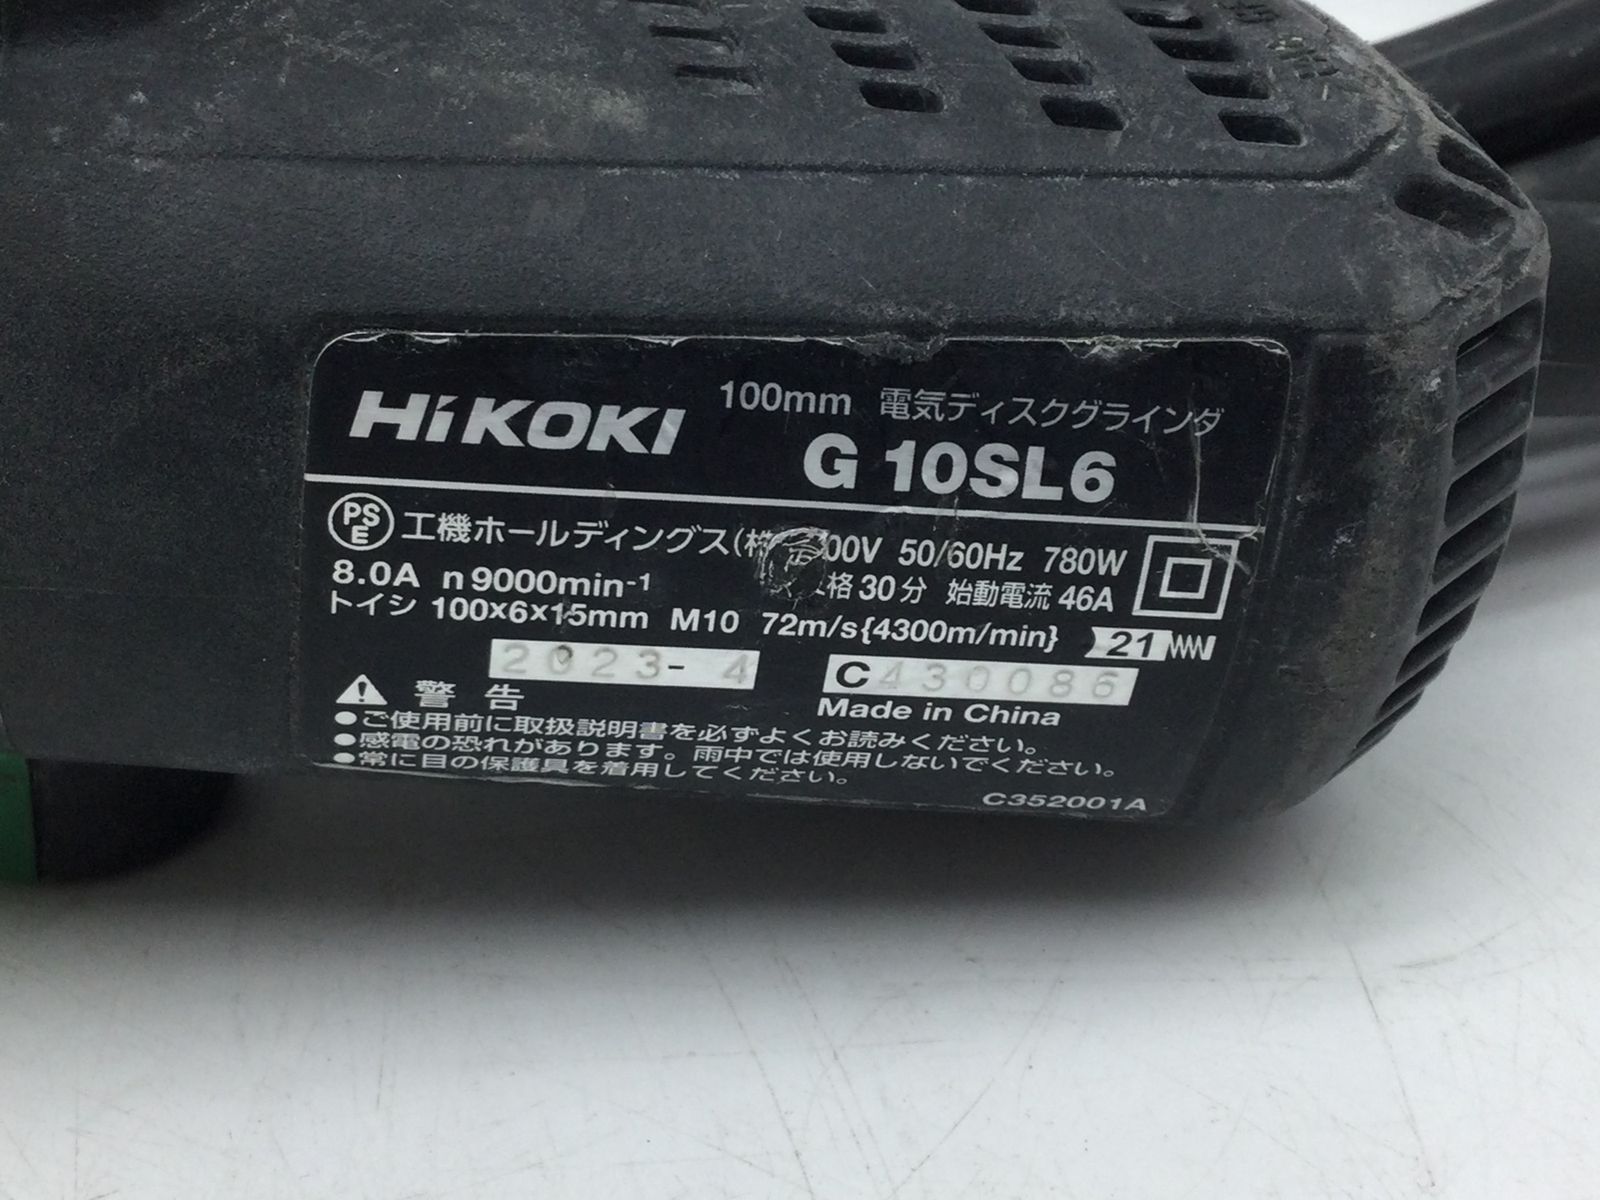 HiKOKI 100mm 電気ディスクグラインダ
G 10SL6
PSE 工機ホールディングス(株 00V 50/60Hz 780W
8.0A n 9000min-1 格 30分 始動電流 46A
トイシ 100×6×15mm M10 72m/s{4300m/min} 21
2023- 4 C430086
Made in China
警 告
●ご使用前に取扱説明書を必ずよくお読みください。
●感電の恐れがあります。雨中では使用しないでください。
●常に目の保護具を着用してください。
C352001A